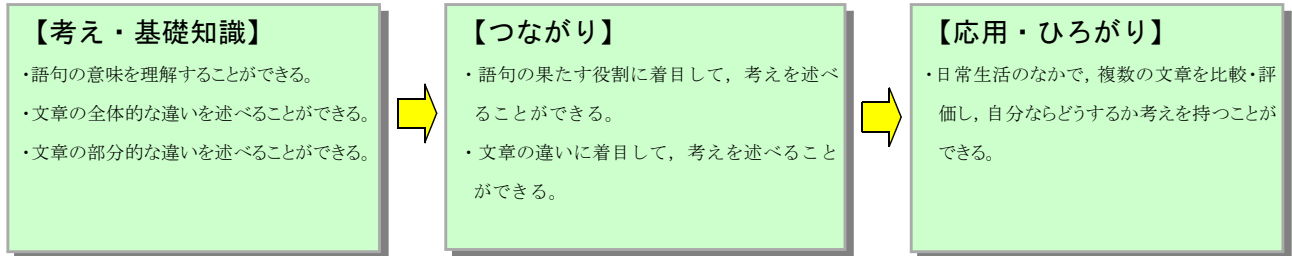 【考え・基礎知識】
・語句の意味を理解することができる。
・文章の全体的な違いを述べることができる。
・文章の部分的な違いを述べることができる。
【つながり】
・語句の果たす役割に着目して，考えを述べ
ることができる。
・文章の違いに着目して，考えを述べること
ができる。
【応用・ひろがり】
・日常生活のなかで，複数の文章を比較・評
価し，自分ならどうするか考えを持つことが
できる。